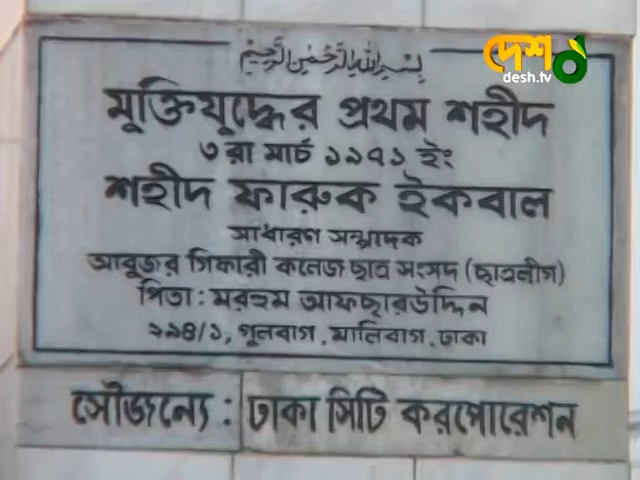 দেশ
desh.tv
بسم الله الرحمن الرحيم
মুক্তিযুদ্ধের প্রথম শহীদ
৩ রা মার্চ ১৯৭১ ইং
শহীদ ফারুক ইকবাল
সাধারণ সম্পাদক
আবুজর গিফারী কলেজ ছাত্র সংসদ (ছাত্রলীগ)
পিতা : মরহুম আফছারউদ্দিন
২৯৪/১, গুলবাগ, মালিবাগ, ঢাকা
সৌজন্যে : ঢাকা সিটি করপোরেশন